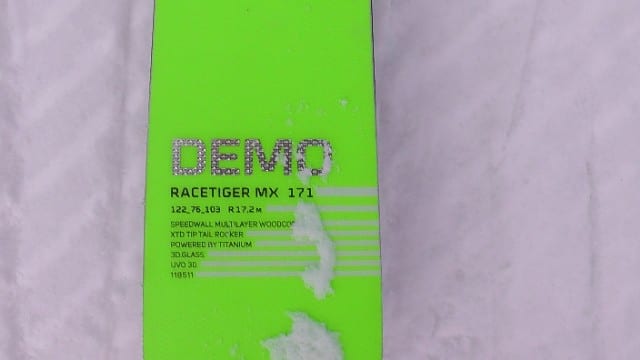 DEMO
RACETIGER MX 171
122_76_103 R17.2M
SPEEDWALL MULTILAYER
XTD TIP TAIL ROCKER
POWERED BY TITANIUM
3D.GLASS
UVO 3D
118511